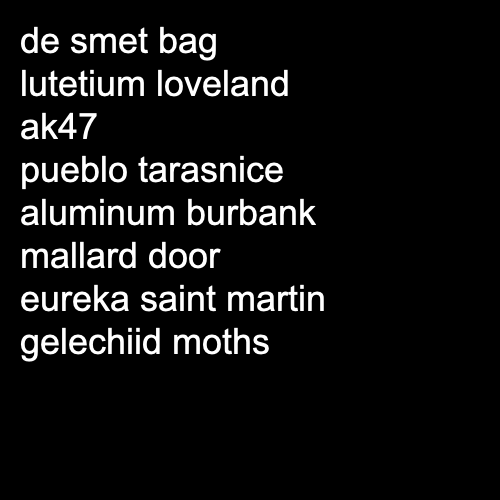 de smet bag
lutetium loveland
ak47
pueblo tarasnice
aluminum burbank
mallard door
eureka saint martin
gelechiid moths